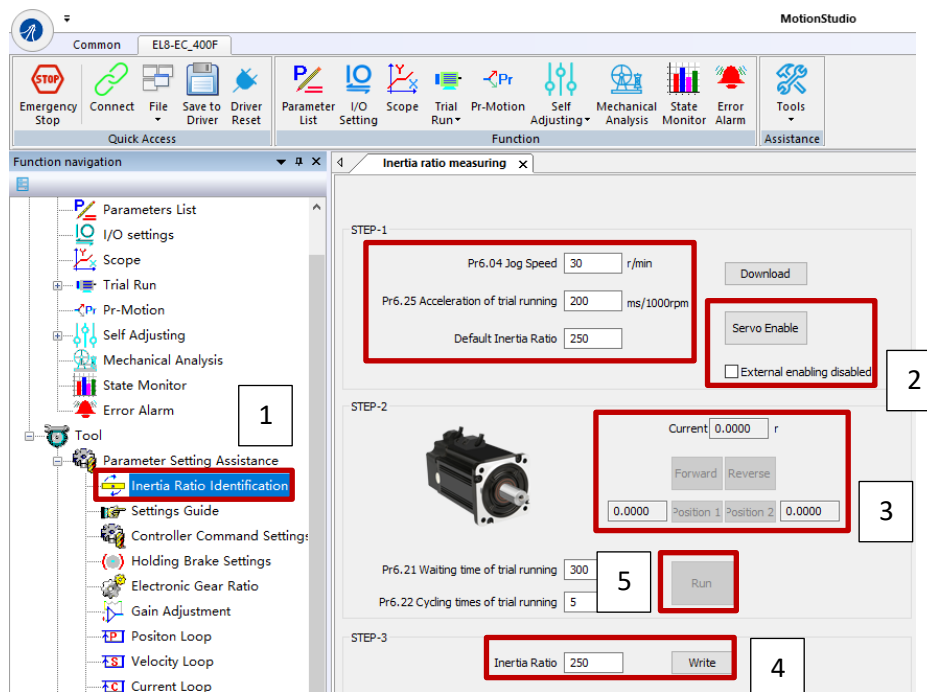 MotionStudio
Common EL8-EC_400F
STOP
Emergency Stop
Connect
File
Save to Driver
Driver Reset
Parameter List
I/O Setting
Scope
Trial Run
Pr-Motion
Self Adjusting
Mechanical Analysis
State Monitor
Error Alarm
Tools
Quick Access
Function
Assistance
Function navigation
Inertia ratio measuring
Parameters List
I/O settings
Scope
Trial Run
Pr-Motion
Self Adjusting
Mechanical Analysis
State Monitor
Error Alarm
Tool
Parameter Setting Assistance
Inertia Ratio Identification
Settings Guide
Controller Command Settings
Holding Brake Settings
Electronic Gear Ratio
Gain Adjustment
Positon Loop
Velocity Loop
Current Loop
1
STEP-1
Pr6.04 Jog Speed 30 r/min
Pr6.25 Acceleration of trial running 200 ms/1000rpm
Default Inertia Ratio 250
Download
Servo Enable
External enabling disabled
2
STEP-2
Current 0.0000 r
Forward Reverse
0.0000 Position 1 Position 2 0.0000
3
Pr6.21 Waiting time of trial running 300
Pr6.22 Cycling times of trial running 5
5
Run
STEP-3
Inertia Ratio 250 Write
4